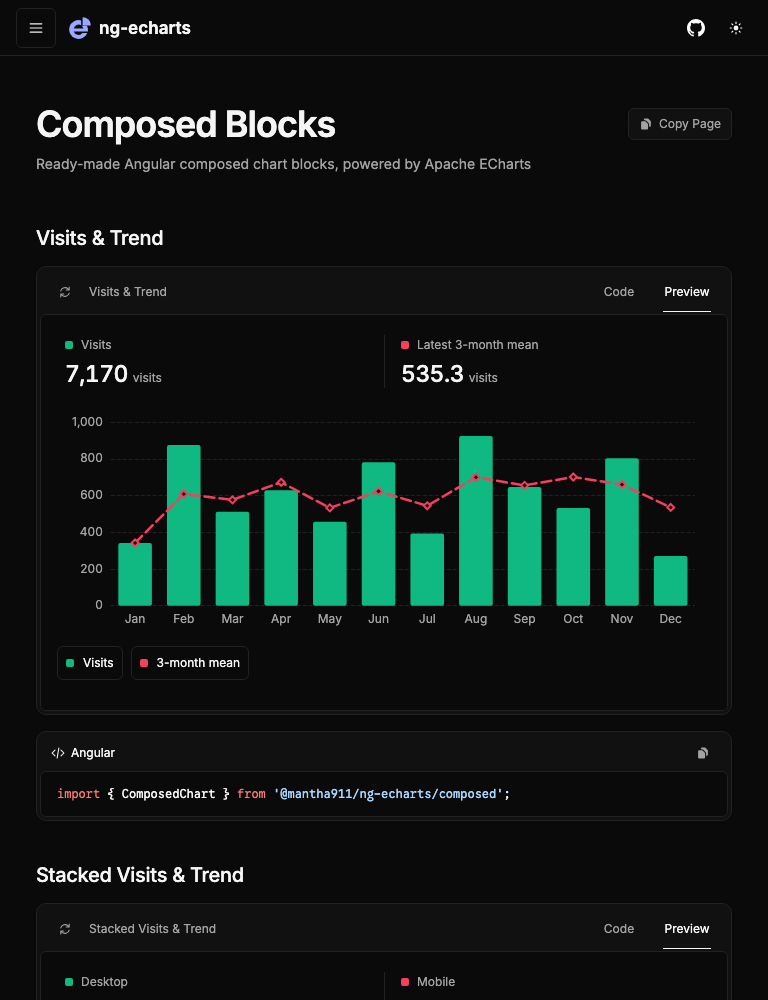 ng-echarts
Composed Blocks
Copy Page
Ready-made Angular composed chart blocks, powered by Apache ECharts
Visits & Trend
Visits & Trend
Code
Preview
Visits
7,170 visits
Latest 3-month mean
535.3 visits
1,000
800
600
400
200
0
Jan Feb Mar Apr May Jun Jul Aug Sep Oct Nov Dec
Visits
3-month mean
</> Angular
import { ComposedChart } from '@mantha911/ng-echarts/composed';
Stacked Visits & Trend
Stacked Visits & Trend
Code
Preview
Desktop
Mobile